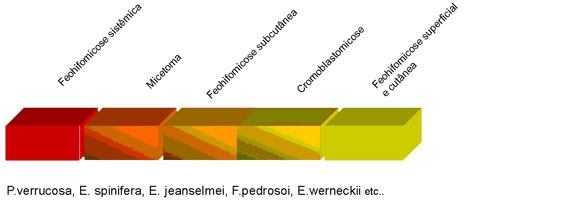 Feohifomicose sistêmica
Micetoma
Feohifomicose subcutânea
Cromoblastomicose
Feohifomicose superficial
e cutânea
P.verrucosa, E. spinifera, E. jeanselmei, F.pedrosoi, E.werneckii etc..